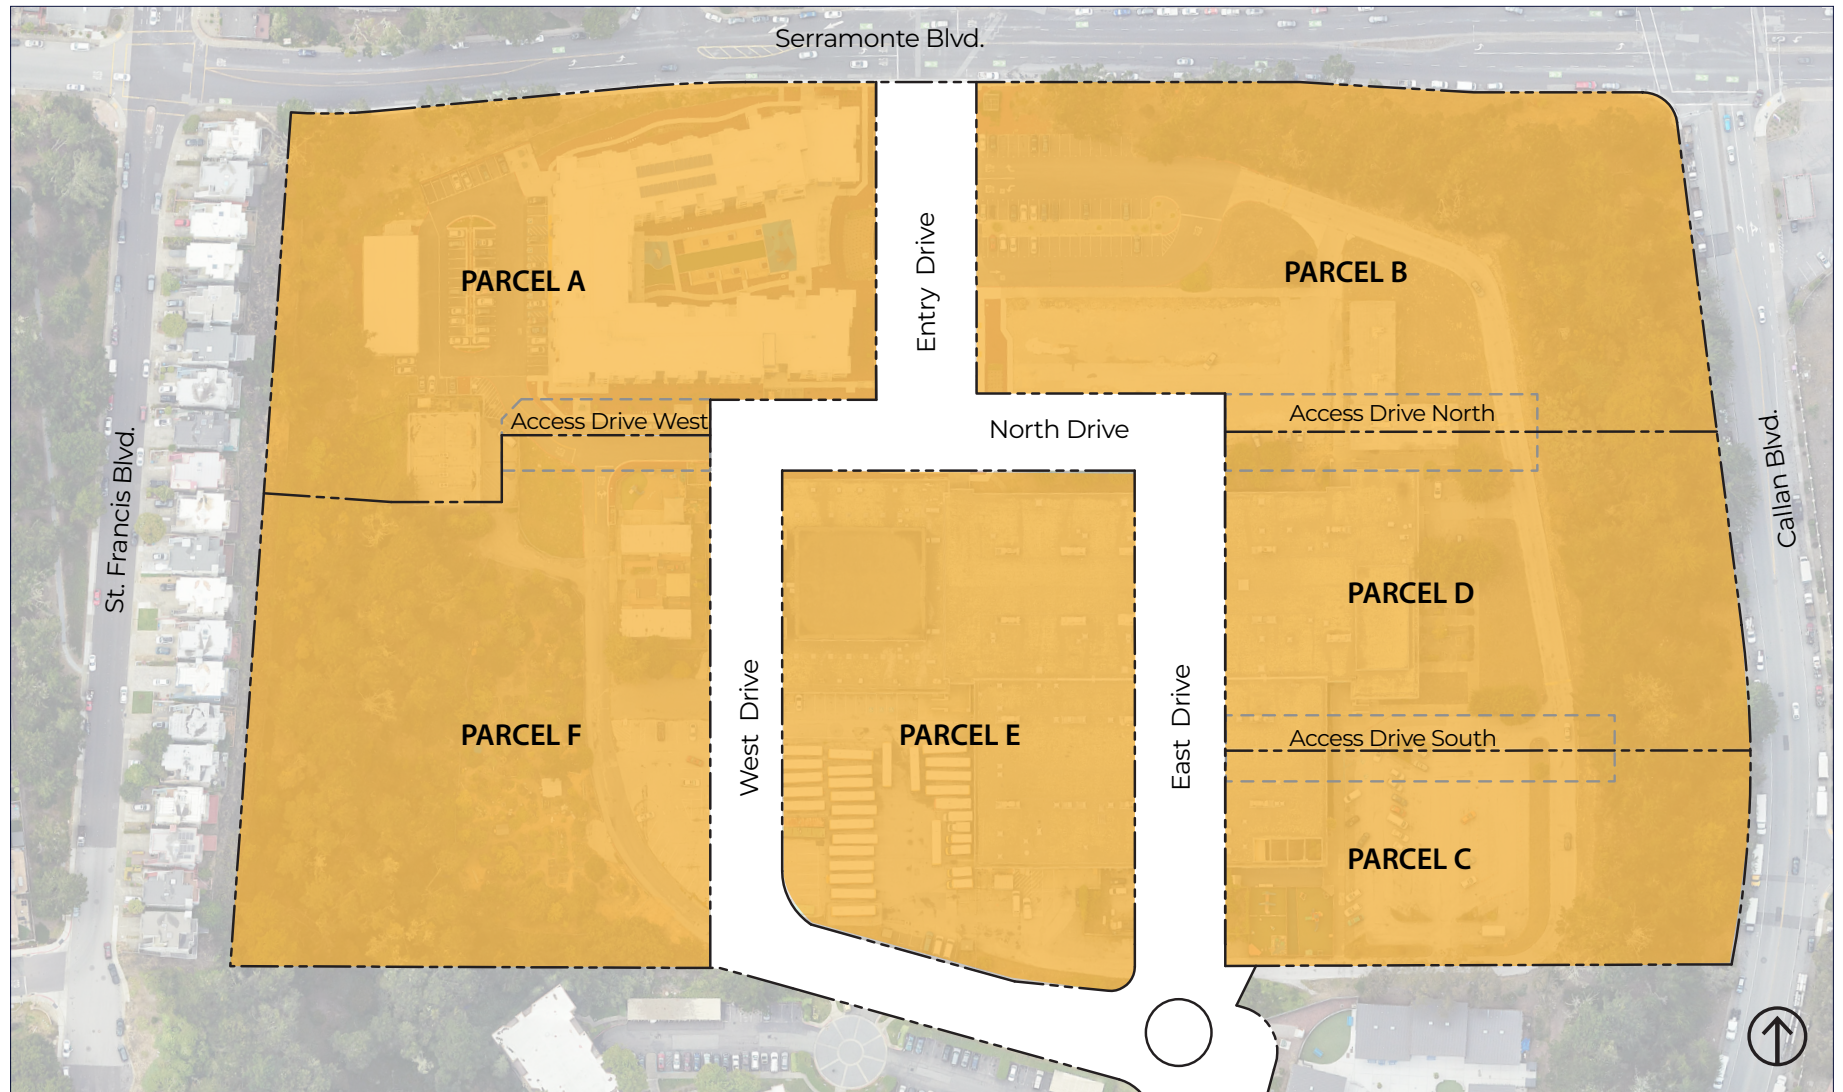 Serramonte Blvd.
PARCEL A
Entry Drive
PARCEL B
Access Drive West
North Drive
Access Drive North
St. Francis Blvd.
Callan Blvd.
PARCEL D
PARCEL F
West Drive
PARCEL E
East Drive
Access Drive South
PARCEL C